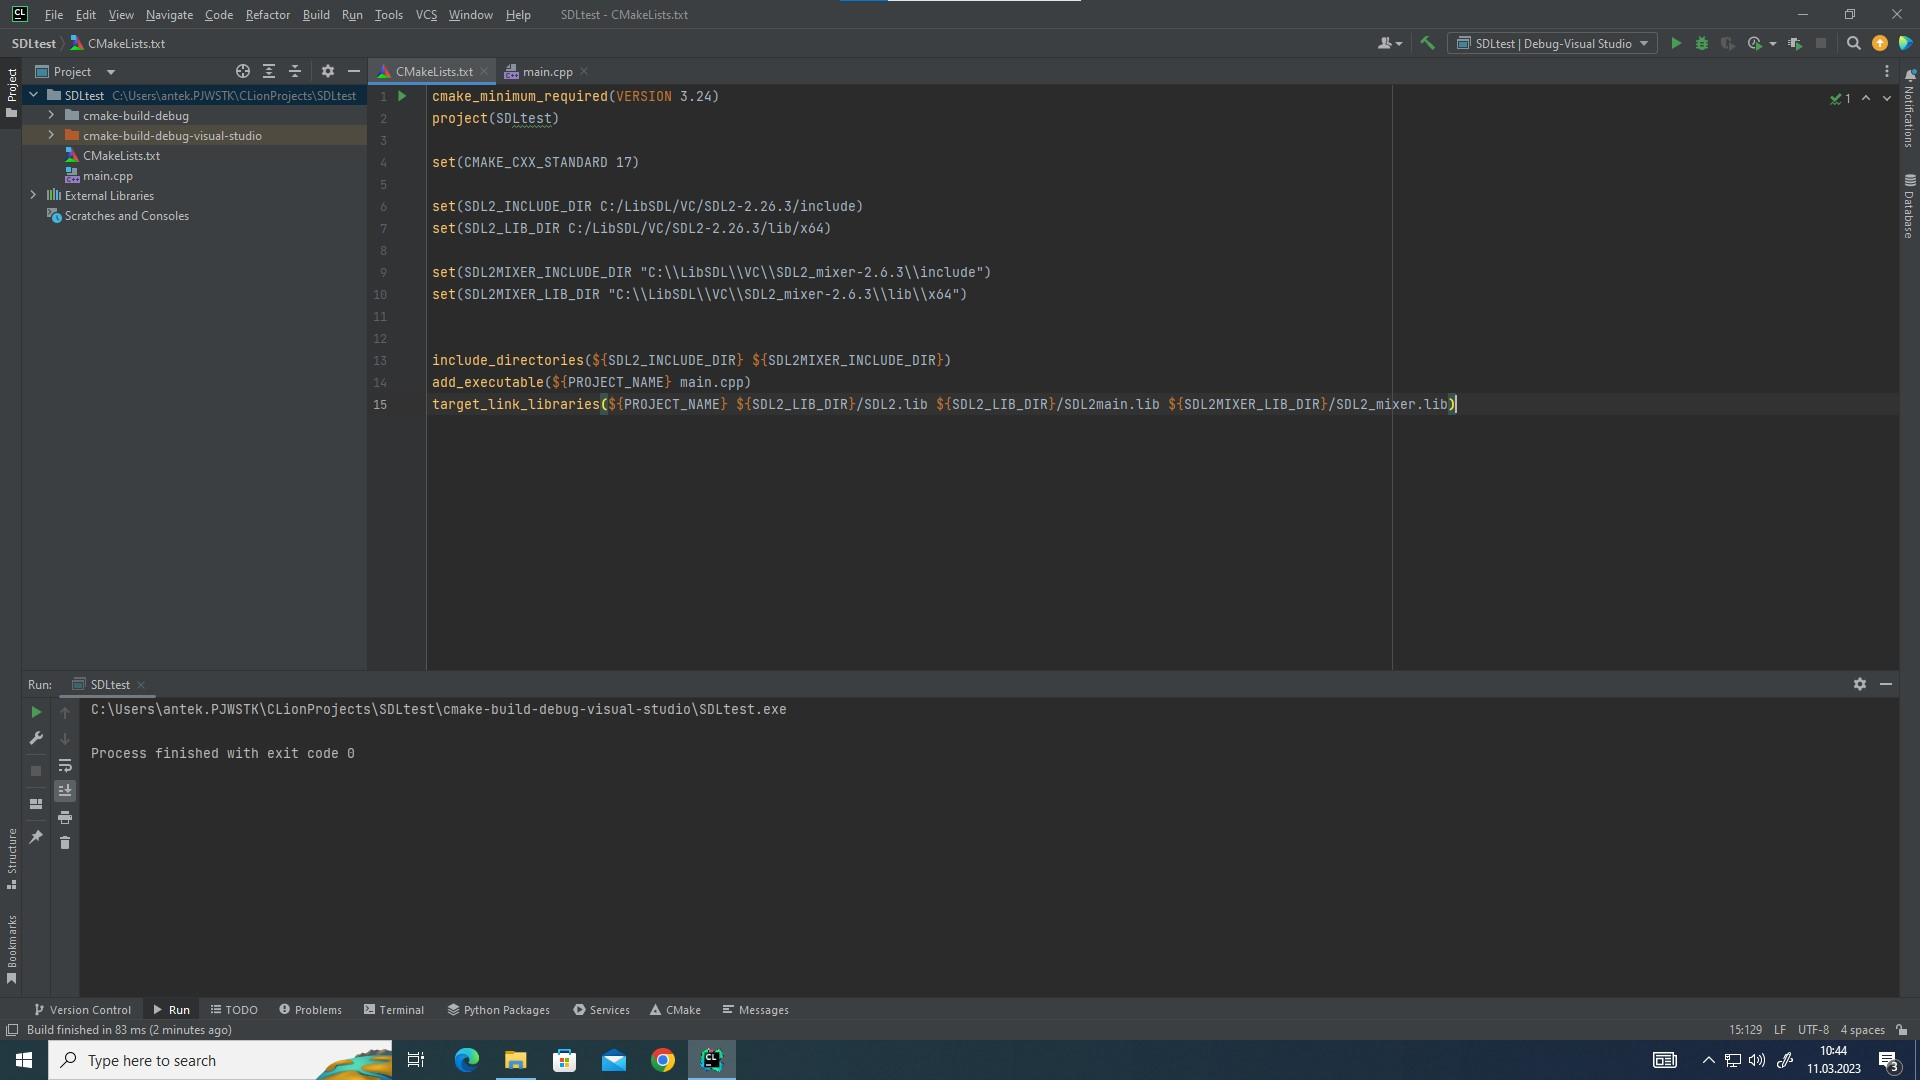 CL File Edit View Navigate Code Refactor Build Run Tools VCS Window Help SDLtest - CMakeLists.txt
SDLtest CMakeLists.txt
SDLtest | Debug-Visual Studio
Project
Project
CMakeLists.txt
main.cpp
SDLtest C:\Users\antek.PJWSTK\CLionProjects\SDLtest
cmake-build-debug
cmake-build-debug-visual-studio
CMakeLists.txt
main.cpp
External Libraries
Scratches and Consoles
1 cmake_minimum_required(VERSION 3.24)
2 project(SDLtest)
3
4 set(CMAKE_CXX_STANDARD 17)
5
6 set(SDL2_INCLUDE_DIR C:/LibSDL/VC/SDL2-2.26.3/include)
7 set(SDL2_LIB_DIR C:/LibSDL/VC/SDL2-2.26.3/lib/x64)
8
9 set(SDL2MIXER_INCLUDE_DIR "C:\\LibSDL\\VC\\SDL2_mixer-2.6.3\\include")
10 set(SDL2MIXER_LIB_DIR "C:\\LibSDL\\VC\\SDL2_mixer-2.6.3\\lib\\x64")
11
12
13 include_directories(${SDL2_INCLUDE_DIR} ${SDL2MIXER_INCLUDE_DIR})
14 add_executable(${PROJECT_NAME} main.cpp)
15 target_link_libraries(${PROJECT_NAME} ${SDL2_LIB_DIR}/SDL2.lib ${SDL2_LIB_DIR}/SDL2main.lib ${SDL2MIXER_LIB_DIR}/SDL2_mixer.lib)
1
Notifications
Database
Run: SDLtest
C:\Users\antek.PJWSTK\CLionProjects\SDLtest\cmake-build-debug-visual-studio\SDLtest.exe
Process finished with exit code 0
Structure
Bookmarks
Version Control Run TODO Problems Terminal Python Packages Services CMake Messages
Build finished in 83 ms (2 minutes ago)
15:129 LF UTF-8 4 spaces
Type here to search
CL
10:44
11.03.2023
3